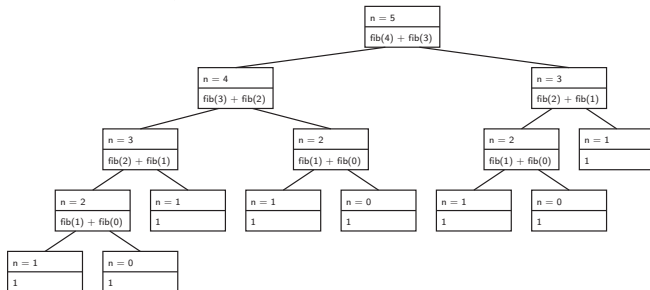 n = 5
fib(4) + fib(3)
n = 4
fib(3) + fib(2)
n = 3
fib(2) + fib(1)
n = 3
fib(2) + fib(1)
n = 2
fib(1) + fib(0)
n = 2
fib(1) + fib(0)
n = 1
1
n = 2
fib(1) + fib(0)
n = 1
1
n = 1
1
n = 0
1
n = 1
1
n = 0
1
n = 1
1
n = 0
1